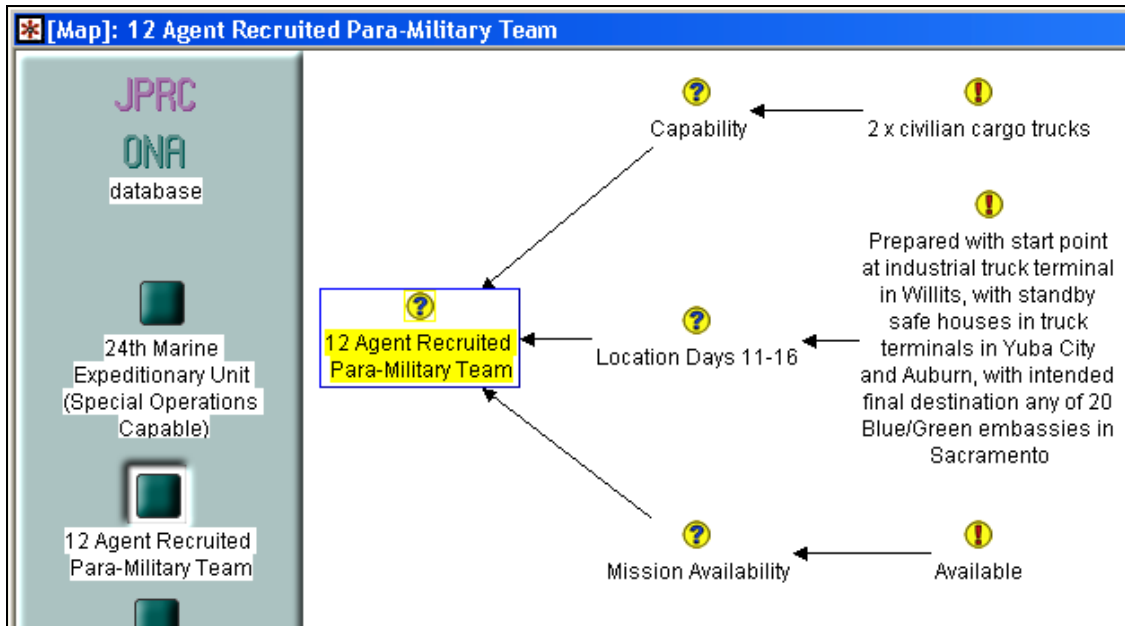 [Map]: 12 Agent Recruited Para-Military Team
JPRC
ONA
database
24th Marine
Expeditionary Unit
(Special Operations
Capable)
12 Agent Recruited
Para-Military Team
Capability
2 x civilian cargo trucks
12 Agent Recruited
Para-Military Team
Location Days 11-16
Prepared with start point
at industrial truck terminal
in Willits, with standby
safe houses in truck
terminals in Yuba City
and Auburn, with intended
final destination any of 20
Blue/Green embassies in
Sacramento
Mission Availability
Available